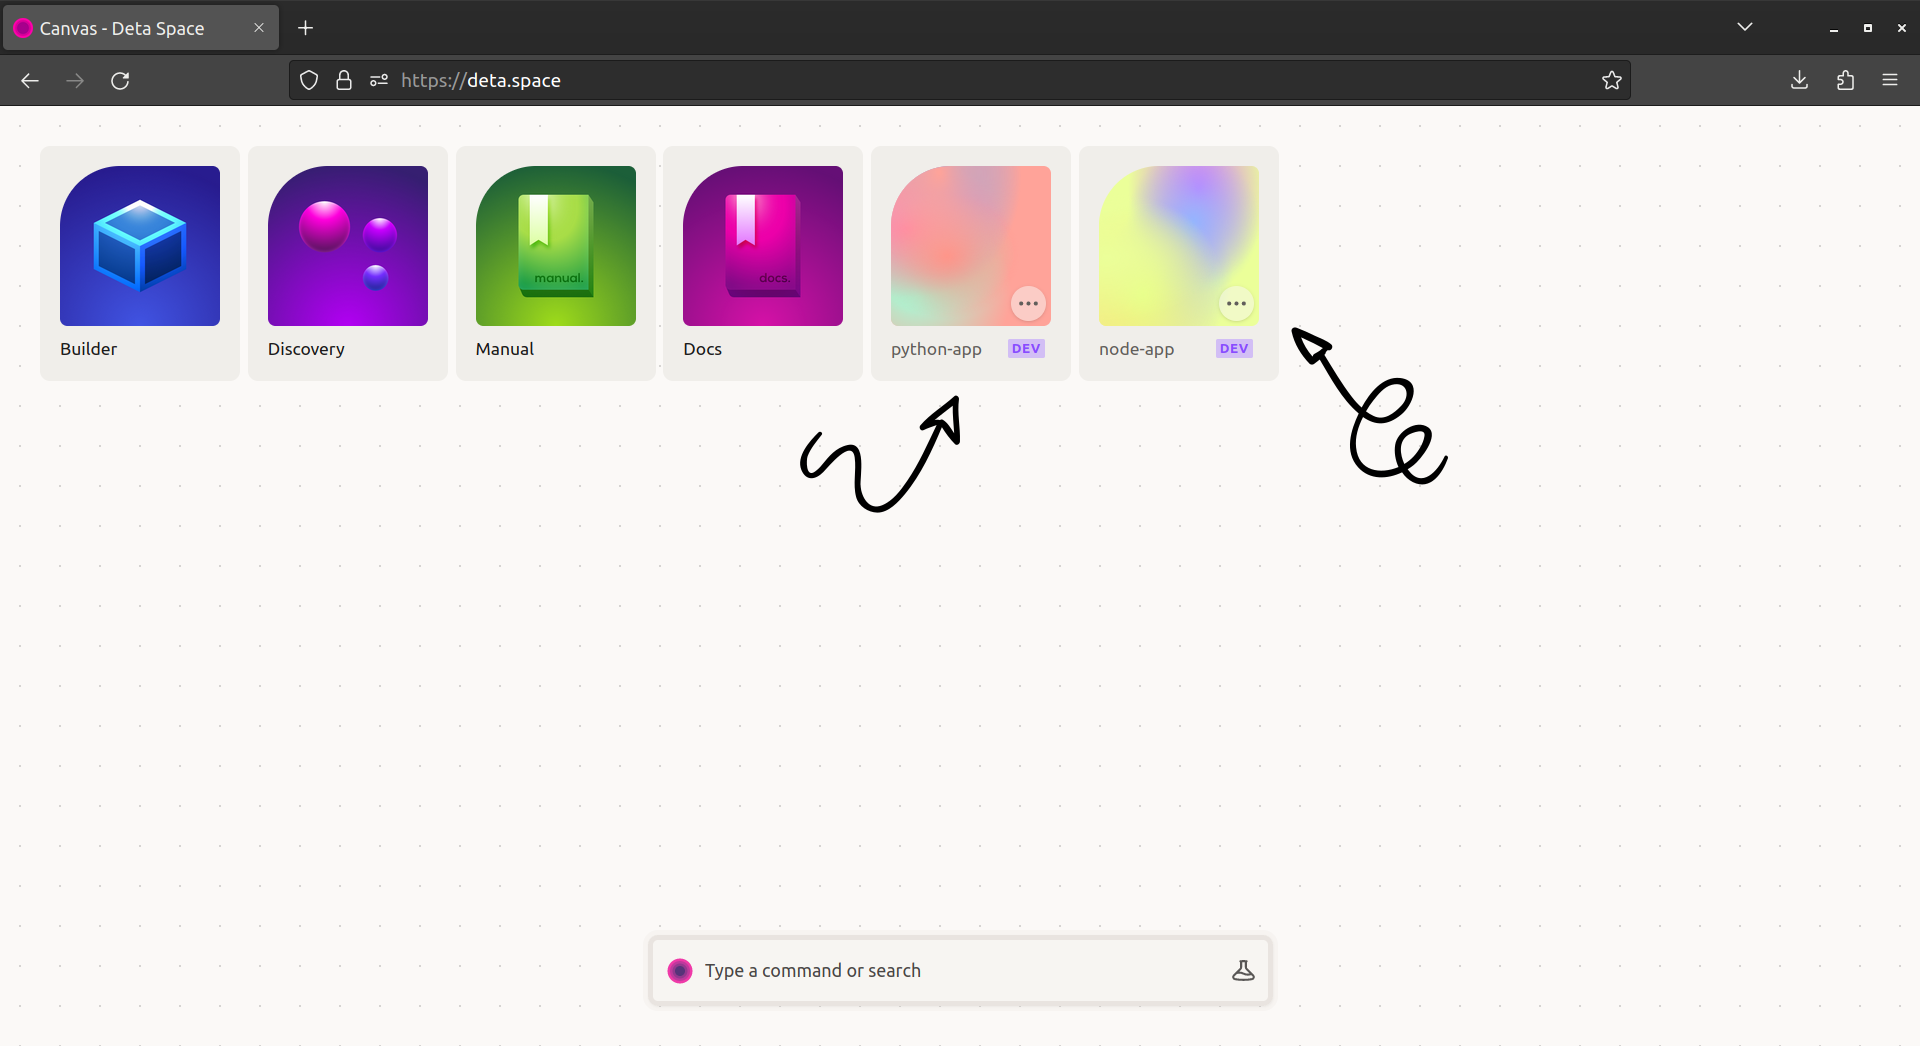 Canvas - Deta Space
https://deta.space
manual.
docs.
Builder
Discovery
Manual
Docs
python-app DEV
node-app DEV
Type a command or search